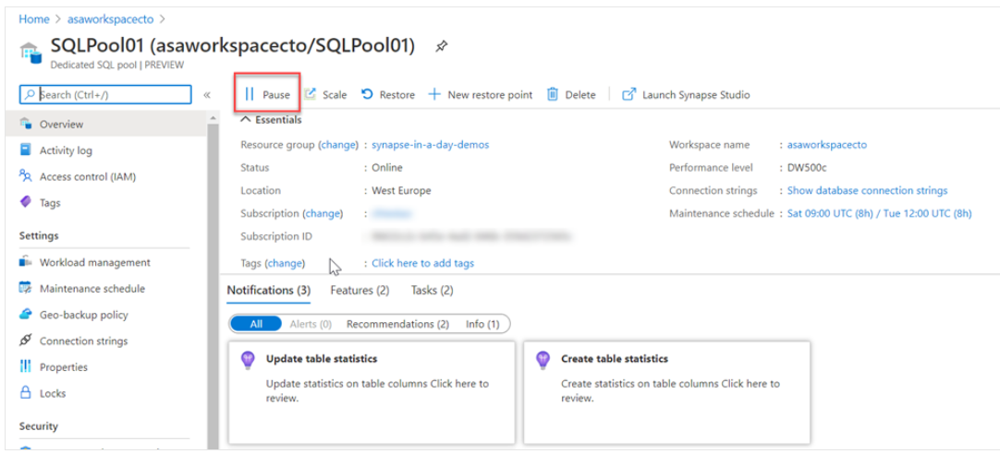 Home > asaworkspacecto >
SQLPool01 (asaworkspacecto/SQLPool01)
Dedicated SQL pool | PREVIEW
Search (Ctrl+/)
«
Pause Scale Restore New restore point Delete Launch Synapse Studio
Overview
Activity log
Access control (IAM)
Tags
Settings
Workload management
Maintenance schedule
Geo-backup policy
Connection strings
Properties
Locks
Security
Essentials
Resource group (change) : synapse-in-a-day-demos
Status : Online
Location : West Europe
Subscription (change) :
Subscription ID :
Tags (change) : Click here to add tags
Workspace name : asaworkspacecto
Performance level : DW500c
Connection strings : Show database connection strings
Maintenance schedule : Sat 09:00 UTC (8h) / Tue 12:00 UTC (8h)
Notifications (3) Features (2) Tasks (2)
All Alerts (0) Recommendations (2) Info (1)
Update table statistics
Update statistics on table columns Click here to
review.
Create table statistics
Create statistics on table columns Click here to
review.